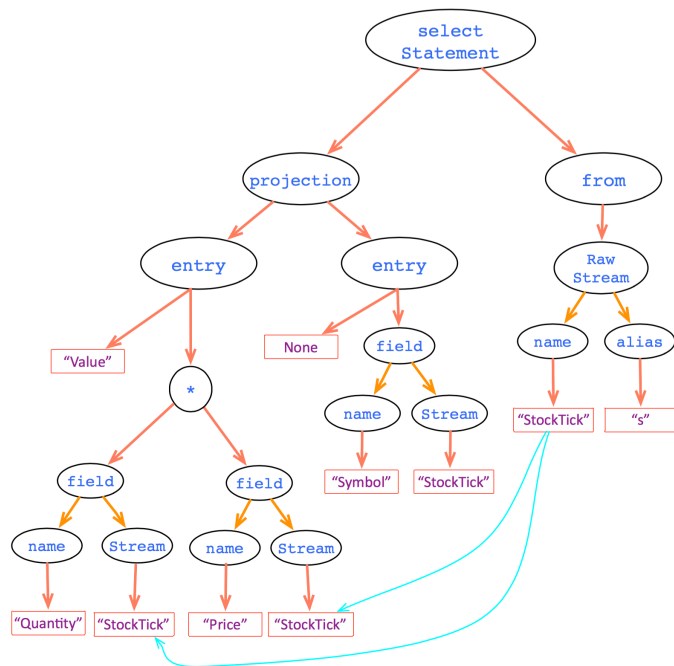 select
Statement
projection
from
entry
entry
Raw
Stream
"Value"
None
field
name
alias
*
name
Stream
"StockTick"
"s"
field
field
"Symbol"
"StockTick"
name
Stream
name
Stream
"Quantity"
"StockTick"
"Price"
"StockTick"